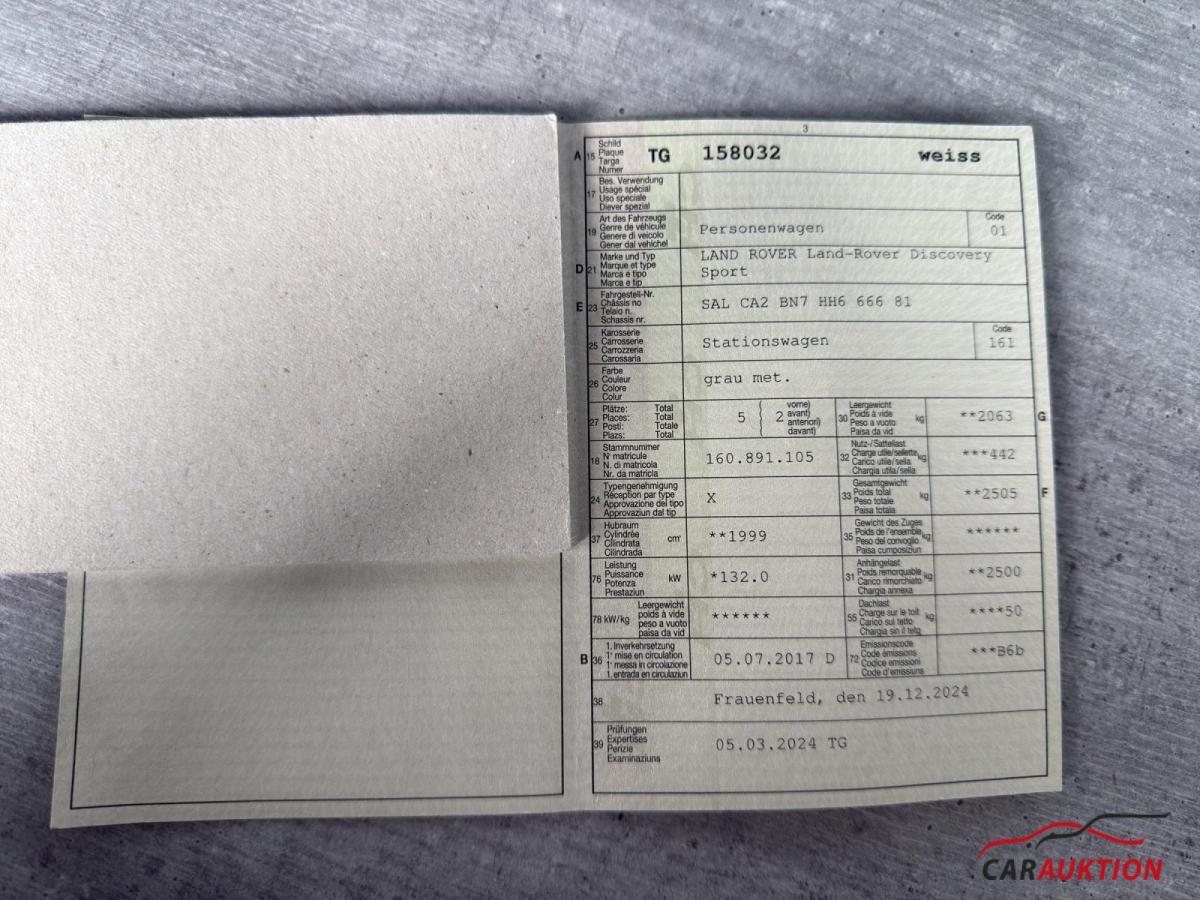 3
A 15 Schild TG 158032 weiss
Plaque
Targa
Numer
17 Bes. Verwendung
Usage spécial
Uso speciale
Diever spezial
19 Art des Fahrzeugs Personenwagen Code
Genre de véhicule 01
Genere di veicolo
Gener dal vehichel
D 21 Marke und Typ LAND ROVER Land-Rover Discovery
Marque et type Sport
Marca e tipo
Marca e tip
E 23 Fahrgestell-Nr. SAL CA2 BN7 HH6 666 81
Châssis no
Telaio n.
Schassis nr.
25 Karosserie Stationswagen Code
Carrosserie 161
Carrozzeria
Carossaria
26 Farbe grau met.
Couleur
Colore
Colur
27 Plätze: Total 5 { 2 vorne)
Places: Total avant)
Posti: Totale anteriori)
Plazs: Total davant)
30 Leergewicht kg **2063 G
Poids à vide
Peso a vuoto
Paisa da vid
18 Stammnummer 160.891.105
N° matricule
N. di matricola
Nr. da matricla
32 Nutz-/Sattellast kg ***442
Charge utile/sellette
Carico utile/sella
Chargia utila/sella
24 Typengenehmigung X
Réception par type
Approvazione del tipo
Approvaziun dal tip
33 Gesamtgewicht kg **2505 F
Poids total
Peso totale
Paisa totala
37 Hubraum cm³ **1999
Cylindrée
Cilindrata
Cilindrada
35 Gewicht des Zuges kg ******
Poids de l'ensemble
Peso del convoglio
Paisa cumposiziun
76 Leistung kW *132.0
Puissance
Potenza
Prestaziun
31 Anhängelast kg **2500
Poids remorquable
Carico rimorchiato
Chargia annexa
78 kW/kg Leergewicht ******
poids à vide
peso a vuoto
paisa da vid
55 Dachlast kg ****50
Charge sur le toit
Carico sul tetto
Chargia sin il tetg
B 36 1. Inverkehrsetzung 05.07.2017 D
1ʳᵉ mise en circulation
1ª messa in circolazione
1. entrada en circulaziun
72 Emissionscode ***B6b
Code émissions
Codice emissioni
Code d'emissiuns
38 Frauenfeld, den 19.12.2024
39 Prüfungen 05.03.2024 TG
Expertises
Perizie
Examinaziuns
CARAUKTION